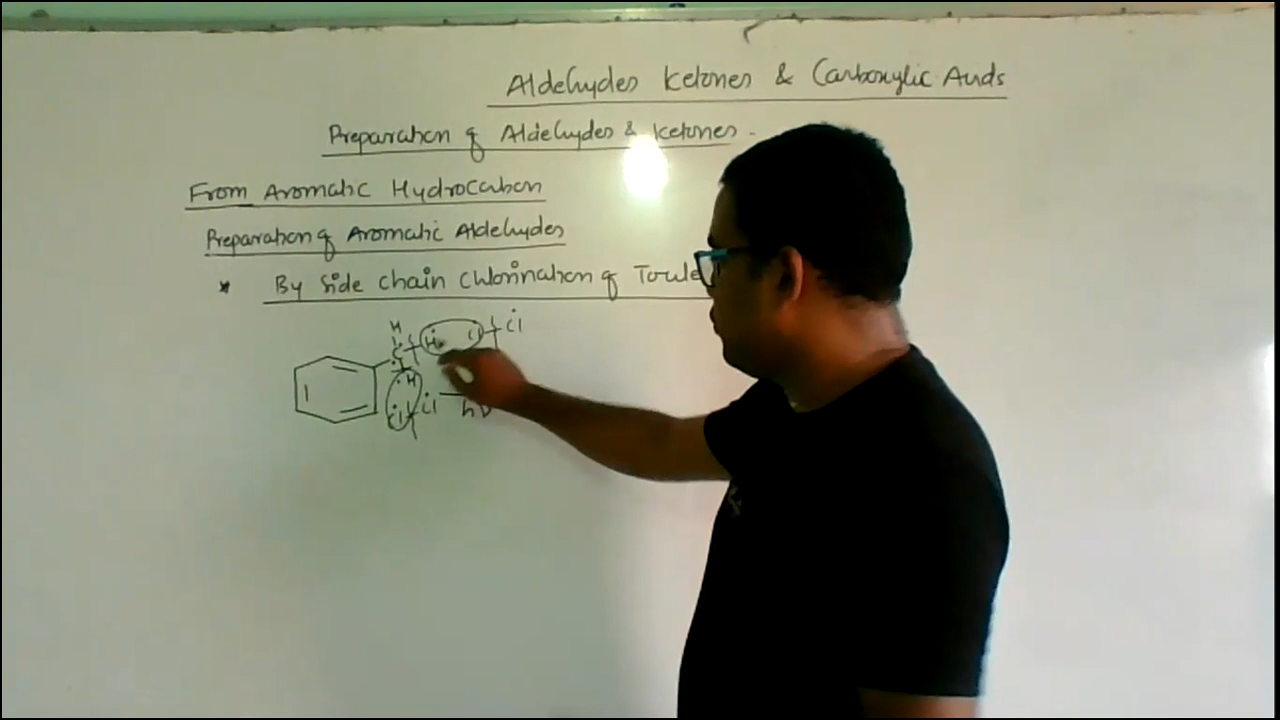 Aldehydes Ketones & Carboxylic Acids
Preparation of Aldehydes & Ketones.
From Aromatic Hydrocarbon
Preparation of Aromatic Aldehydes
* By side chain chlorination of
H
C H Cl Cl
H
Cl Cl hν